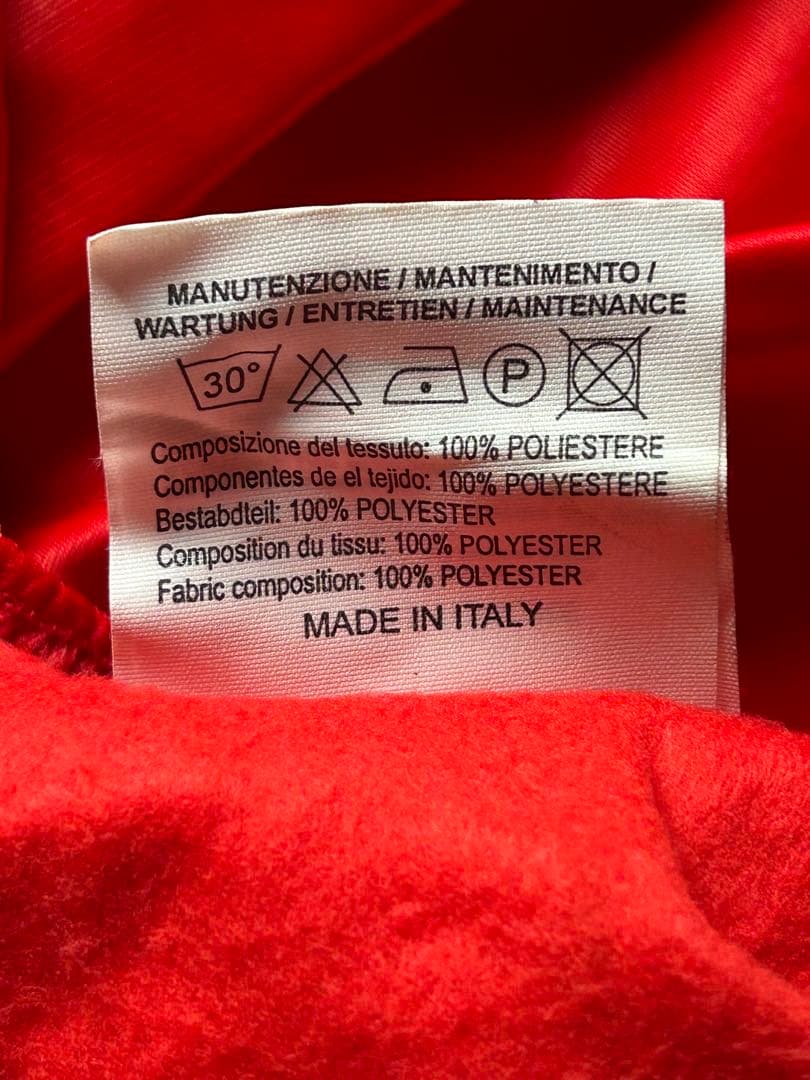 MANUTENZIONE / MANTENIMENTO /
WARTUNG / ENTRETIEN / MAINTENANCE
30° P
Composizione del tessuto: 100% POLIESTERE
Componentes de el tejido: 100% POLYESTERE
Bestabdteil: 100% POLYESTER
Composition du tissu: 100% POLYESTER
Fabric composition: 100% POLYESTER
MADE IN ITALY